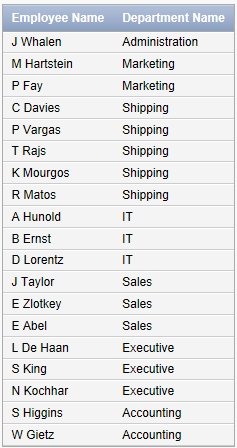 Employee Name Department Name
J Whalen Administration
M Hartstein Marketing
P Fay Marketing
C Davies Shipping
P Vargas Shipping
T Rajs Shipping
K Mourgos Shipping
R Matos Shipping
A Hunold IT
B Ernst IT
D Lorentz IT
J Taylor Sales
E Zlotkey Sales
E Abel Sales
L De Haan Executive
S King Executive
N Kochhar Executive
S Higgins Accounting
W Gietz Accounting